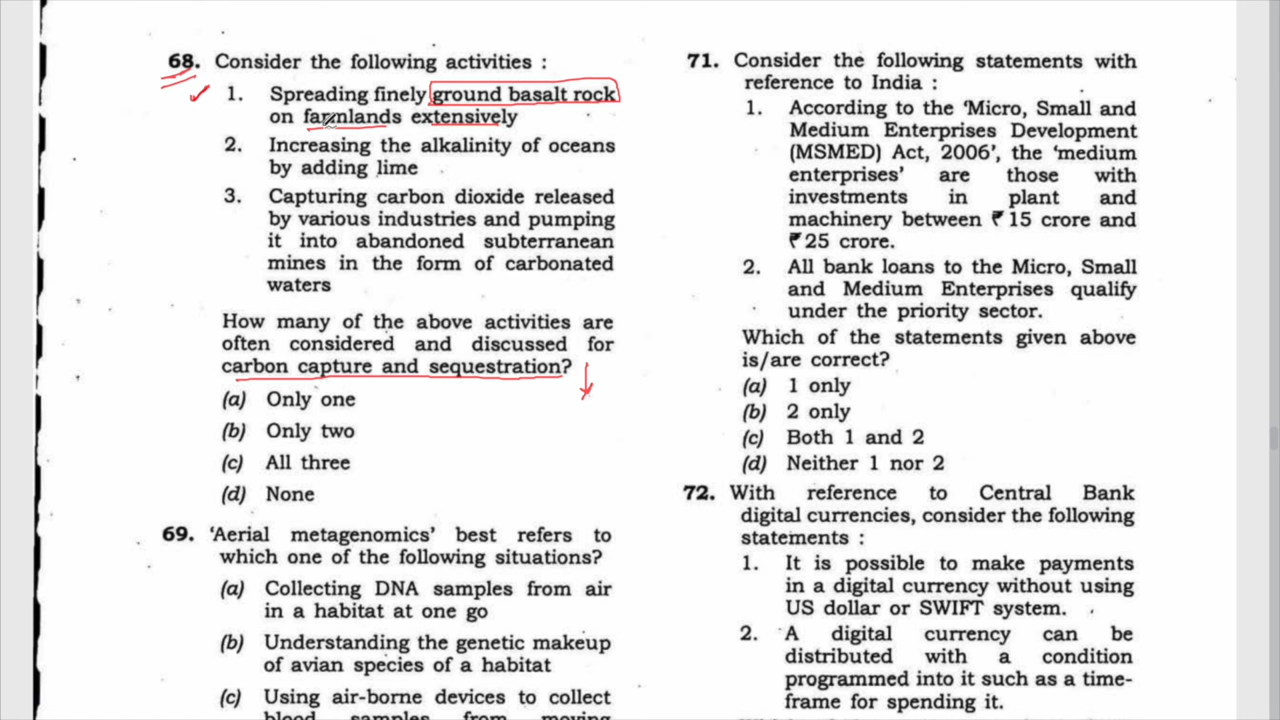 68. Consider the following activities :
1. Spreading finely ground basalt rock
on farmlands extensively
2. Increasing the alkalinity of oceans
by adding lime
3. Capturing carbon dioxide released
by various industries and pumping
it into abandoned subterranean
mines in the form of carbonated
waters
How many of the above activities are
often considered and discussed for
carbon capture and sequestration?
(a) Only one
(b) Only two
(c) All three
(d) None
69. 'Aerial metagenomics' best refers to
which one of the following situations?
(a) Collecting DNA samples from air
in a habitat at one go
(b) Understanding the genetic makeup
of avian species of a habitat
(c) Using air-borne devices to collect
blood samples from moving
71. Consider the following statements with
reference to India :
1. According to the 'Micro, Small and
Medium Enterprises Development
(MSMED) Act, 2006', the 'medium
enterprises' are those with
investments in plant and
machinery between ₹ 15 crore and
₹ 25 crore.
2. All bank loans to the Micro, Small
and Medium Enterprises qualify
under the priority sector.
Which of the statements given above
is/are correct?
(a) 1 only
(b) 2 only
(c) Both 1 and 2
(d) Neither 1 nor 2
72. With reference to Central Bank
digital currencies, consider the following
statements :
1. It is possible to make payments
in a digital currency without using
US dollar or SWIFT system.
2. A digital currency can be
distributed with a condition
programmed into it such as a time-
frame for spending it.